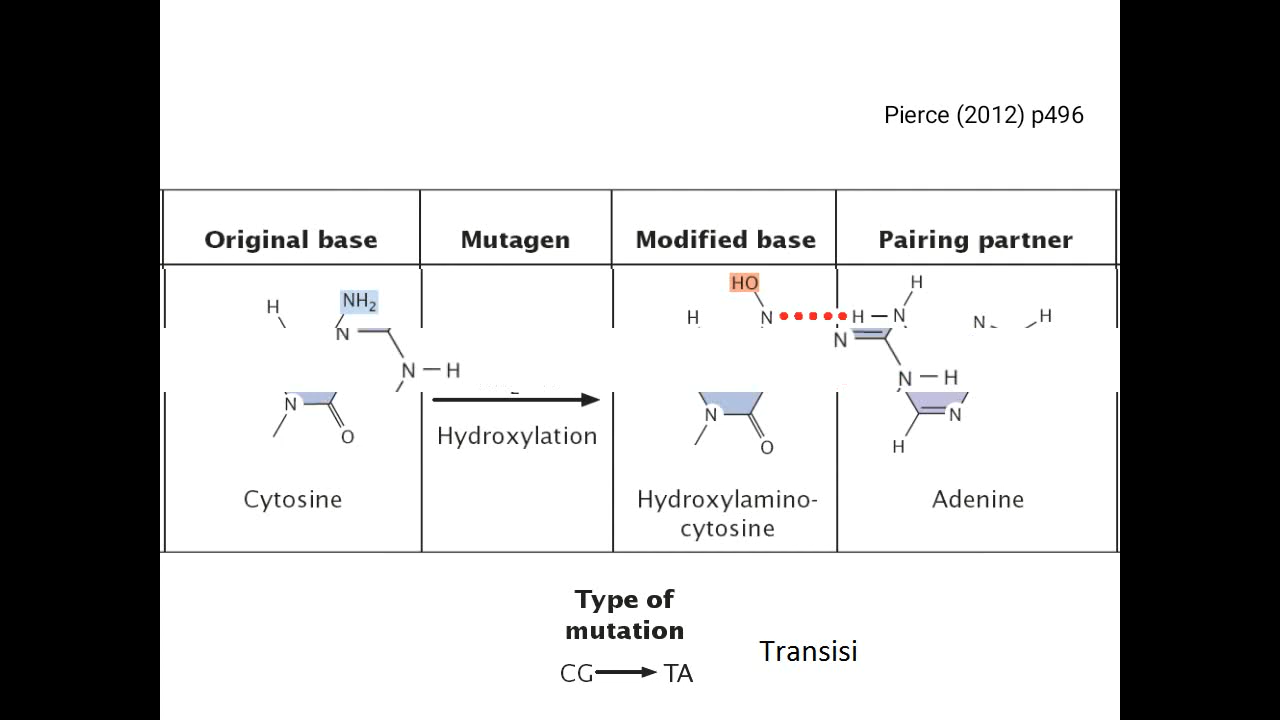 Pierce (2012) p496
Original base
Mutagen
Modified base
Pairing partner
H
NH₂
N
N — H
N
O
Cytosine
Hydroxylation
HO
H
N
N
O
Hydroxylamino-
cytosine
H
H — N
N
H
N
N — H
N
H
Adenine
Type of
mutation
CG → TA
Transisi